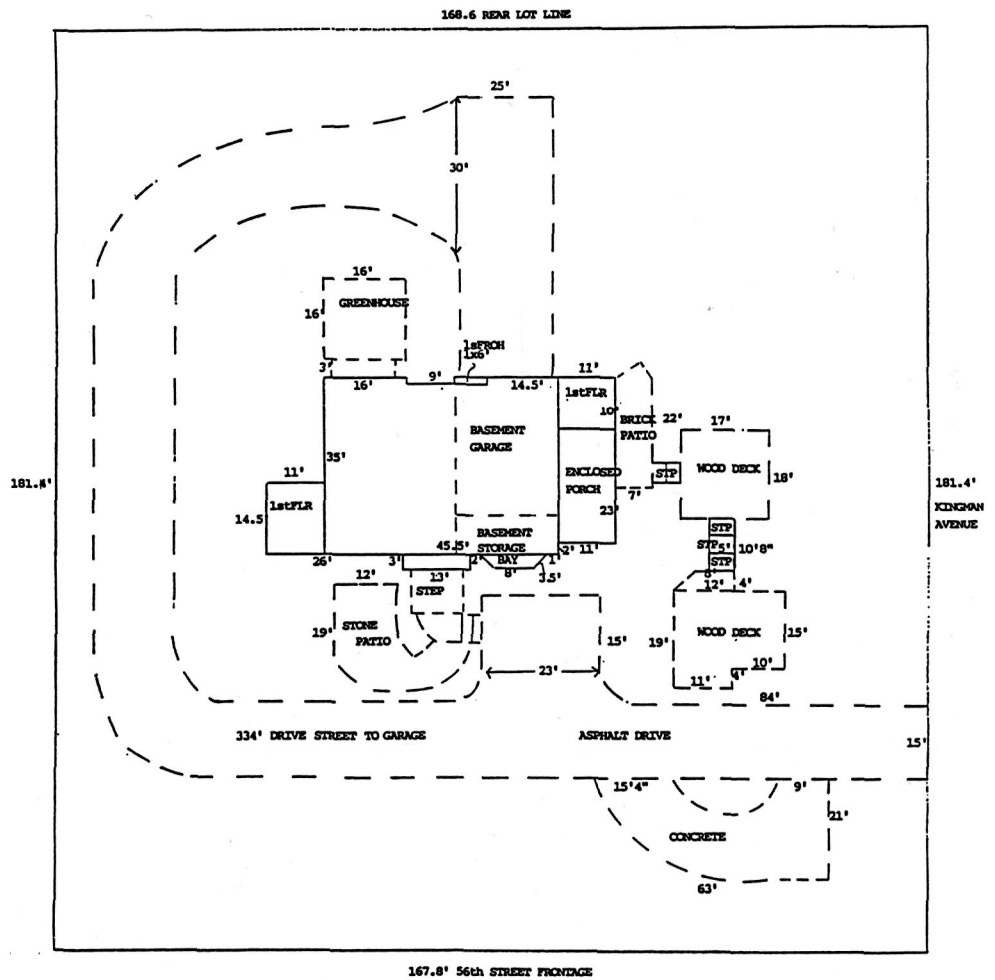 168.6 REAR LOT LINE
25'
30'
16'
GREENHOUSE
16'
1sFROH
1x6'
3'
16'
9'
14.5'
11'
1stFLR
10'
BRICK
PATIO
22'
17'
BASEMENT
GARAGE
35'
ENCLOSED
PORCH
STP
WOOD DECK
18'
7'
23'
11'
1stFLR
14.5
181.4'
KINGMAN
AVENUE
BASEMENT
STORAGE
STP
STP
5'
10'8"
STP
26'
3'
45.5'
2'
BAY
8'
1'
2'
11'
3.5'
8'
12'
4'
12'
13'
STEP
19'
STONE
PATIO
15'
23'
19'
WOOD DECK
15'
10'
4'
11'
84'
334' DRIVE STREET TO GARAGE
ASPHALT DRIVE
15'
15'4"
9'
21'
CONCRETE
63'
167.8' 56th STREET FRONTAGE